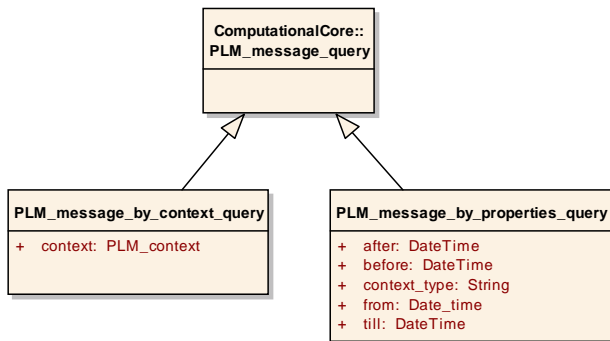 ComputationalCore::
PLM_message_query
PLM_message_by_context_query
+ context: PLM_context
PLM_message_by_properties_query
+ after: DateTime
+ before: DateTime
+ context_type: String
+ from: Date_time
+ till: DateTime